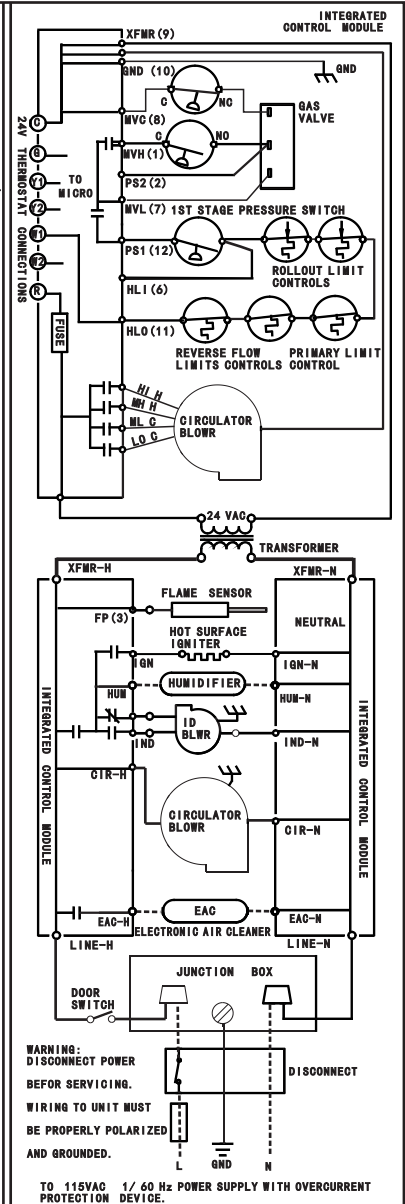 INTEGRATED
CONTROL MODULE
XFMR (9)
GND (10)
GND
C
NC
MVC (8)
GAS
VALVE
C
NO
MVH (1)
24V THERMOSTAT CONNECTIONS
C
G
Y1
Y2
W1
W2
R
TO
MICRO
PS2 (2)
MVL (7)
1ST STAGE PRESSURE SWITCH
PS1 (12)
ROLLOUT LIMIT
CONTROLS
HLI (6)
HLO (11)
FUSE
REVERSE FLOW
LIMITS CONTROLS
PRIMARY LIMIT
CONTROL
HI H
MH H
ML C
LO C
CIRCULATOR
BLOWR
24 VAC
TRANSFORMER
XFMR-H
XFMR-N
FLAME SENSOR
FP (3)
NEUTRAL
HOT SURFACE
IGNITER
IGN
IGN-N
HUM
HUMIDIFIER
HUM-N
INTEGRATED CONTROL MODULE
INTEGRATED CONTROL MODULE
ID
BLWR
IND
IND-N
CIR-H
CIRCULATOR
BLOWR
CIR-N
EAC
EAC-H
EAC-N
ELECTRONIC AIR CLEANER
LINE-H
LINE-N
JUNCTION BOX
DOOR
SWITCH
WARNING:
DISCONNECT POWER
BEFOR SERVICING.
WIRING TO UNIT MUST
BE PROPERLY POLARIZED
AND GROUNDED.
DISCONNECT
L
GND
N
TO 115VAC 1/ 60 Hz POWER SUPPLY WITH OVERCURRENT
PROTECTION DEVICE.